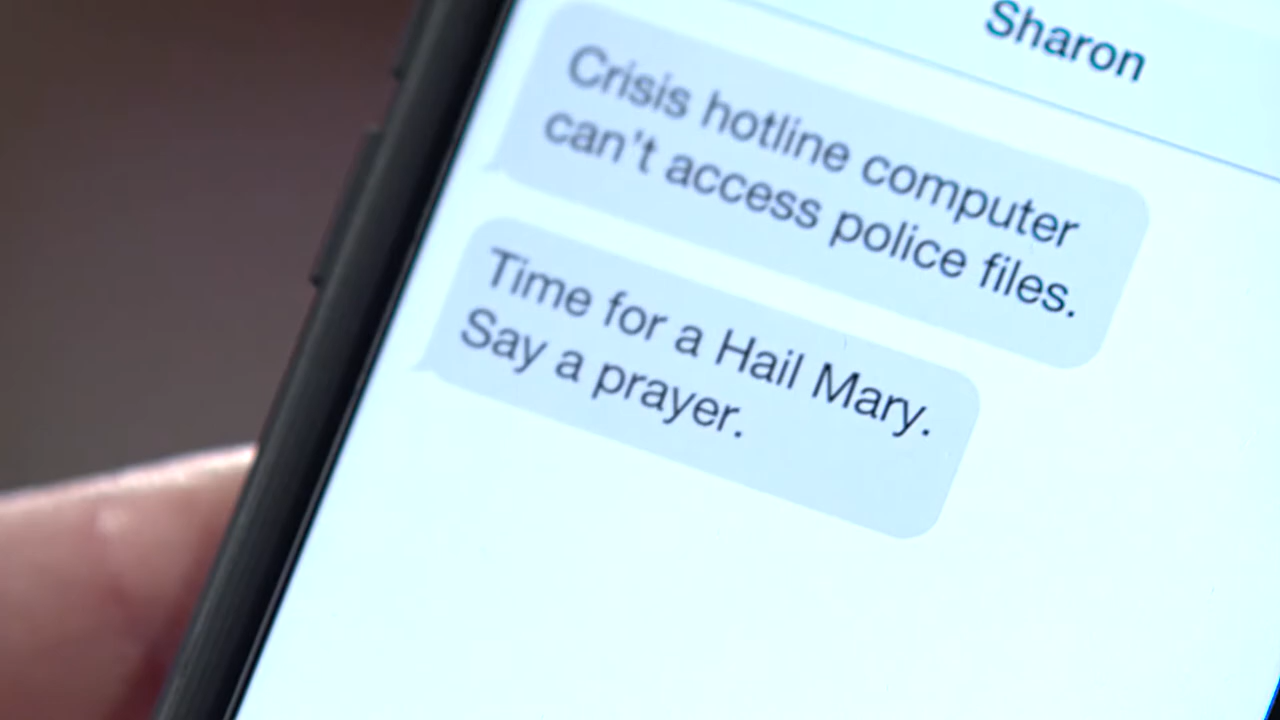 Sharon
Crisis hotline computer
can't access police files.
Time for a Hail Mary.
Say a prayer.